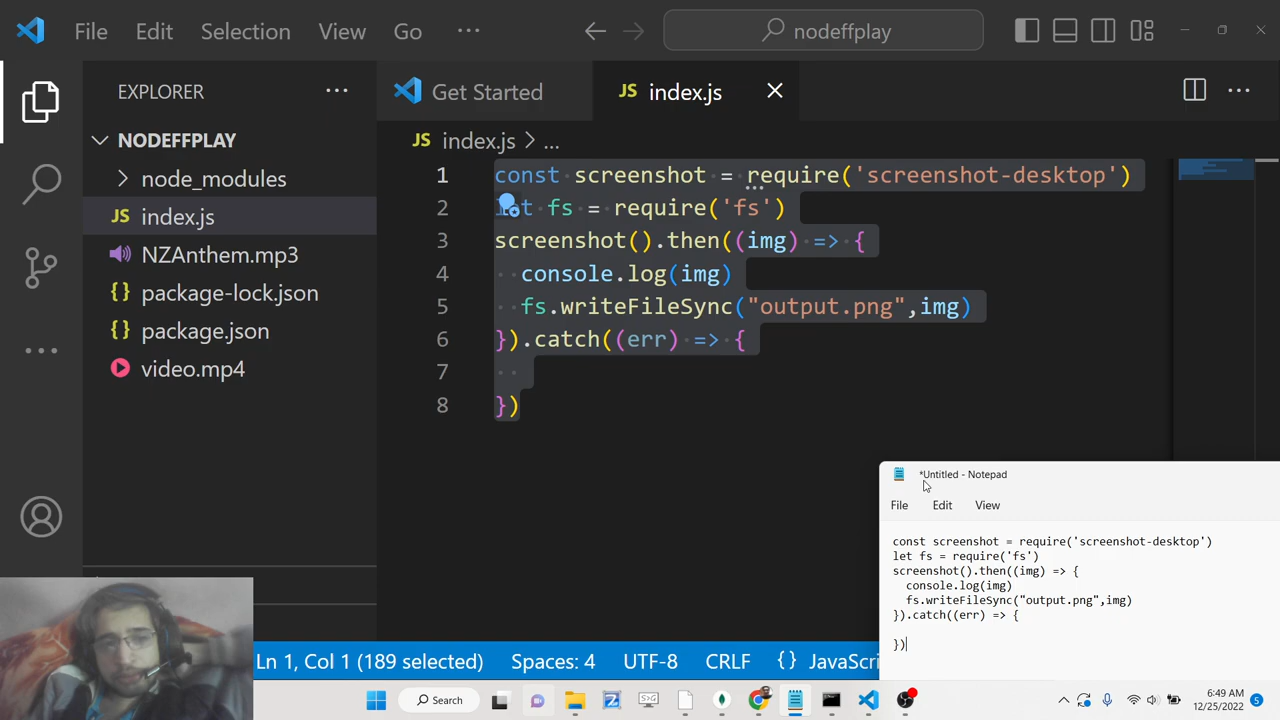 File Edit Selection View Go ··· nodeffplay
EXPLORER ···
Get Started
JS index.js
NODEFFPLAY
JS index.js > ...
node_modules
JS index.js
NZAnthem.mp3
{} package-lock.json
{} package.json
video.mp4
1 const screenshot = require('screenshot-desktop')
2 let fs = require('fs')
3 screenshot().then((img) => {
4 console.log(img)
5 fs.writeFileSync("output.png",img)
6 }).catch((err) => {
7
8 })
*Untitled - Notepad
File Edit View
const screenshot = require('screenshot-desktop')
let fs = require('fs')
screenshot().then((img) => {
console.log(img)
fs.writeFileSync("output.png",img)
}).catch((err) => {
})
Ln 1, Col 1 (189 selected) Spaces: 4 UTF-8 CRLF {} JavaScri
Search
6:49 AM
12/25/2022
5